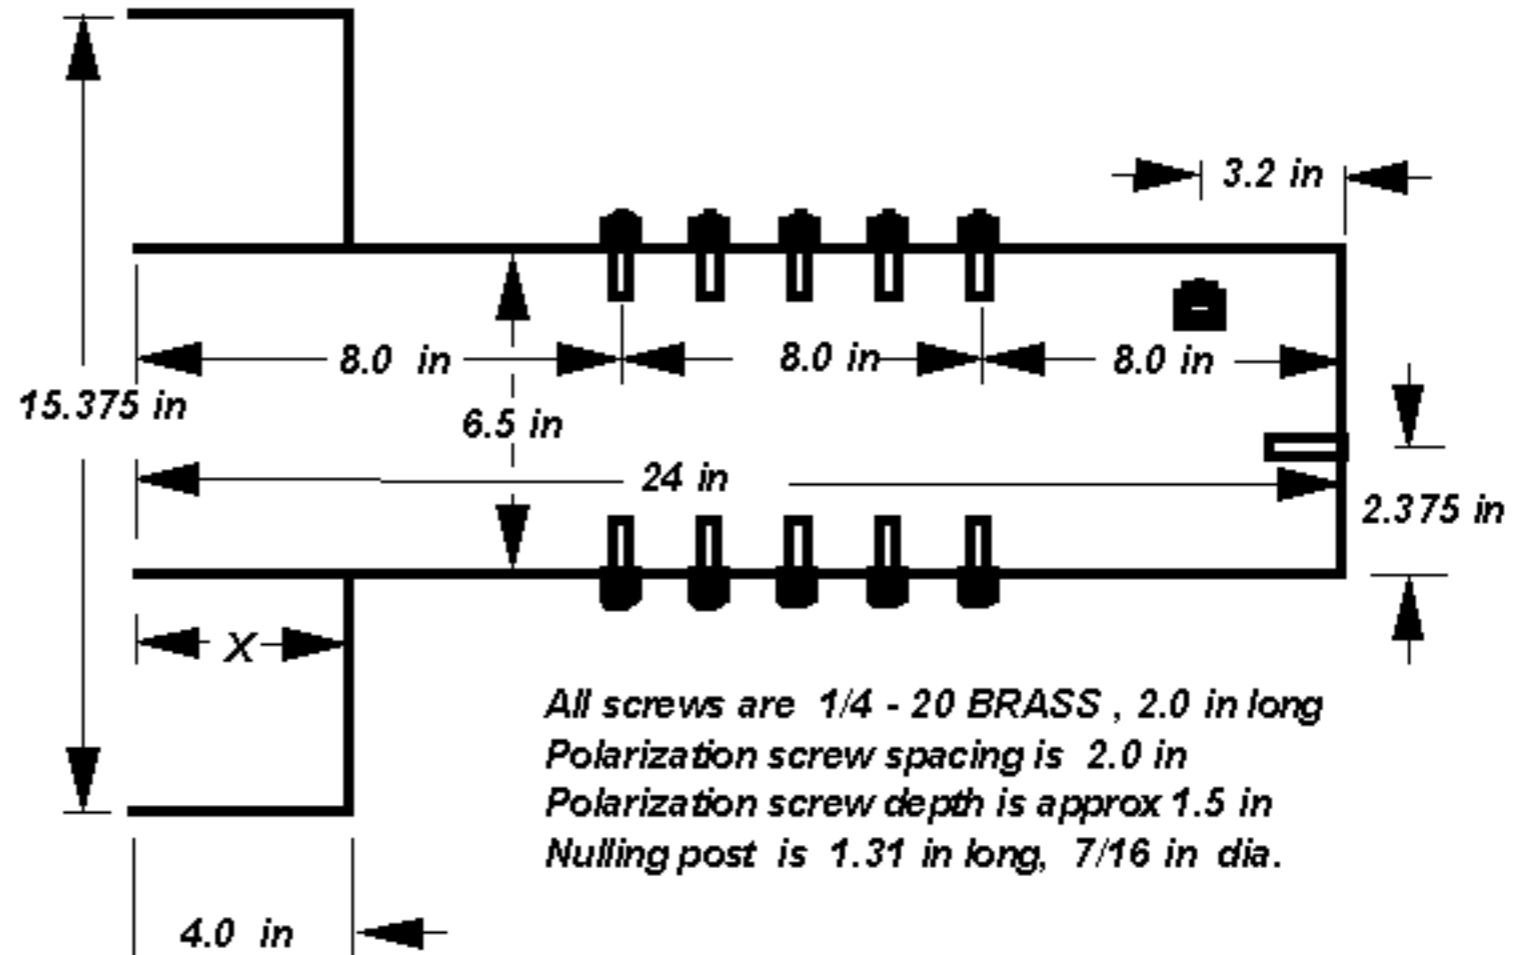 3.2 in
8.0 in
8.0 in
8.0 in
15.375 in
6.5 in
24 in
2.375 in
X
All screws are 1/4 - 20 BRASS , 2.0 in long
Polarization screw spacing is 2.0 in
Polarization screw depth is approx 1.5 in
Nulling post is 1.31 in long, 7/16 in dia.
4.0 in